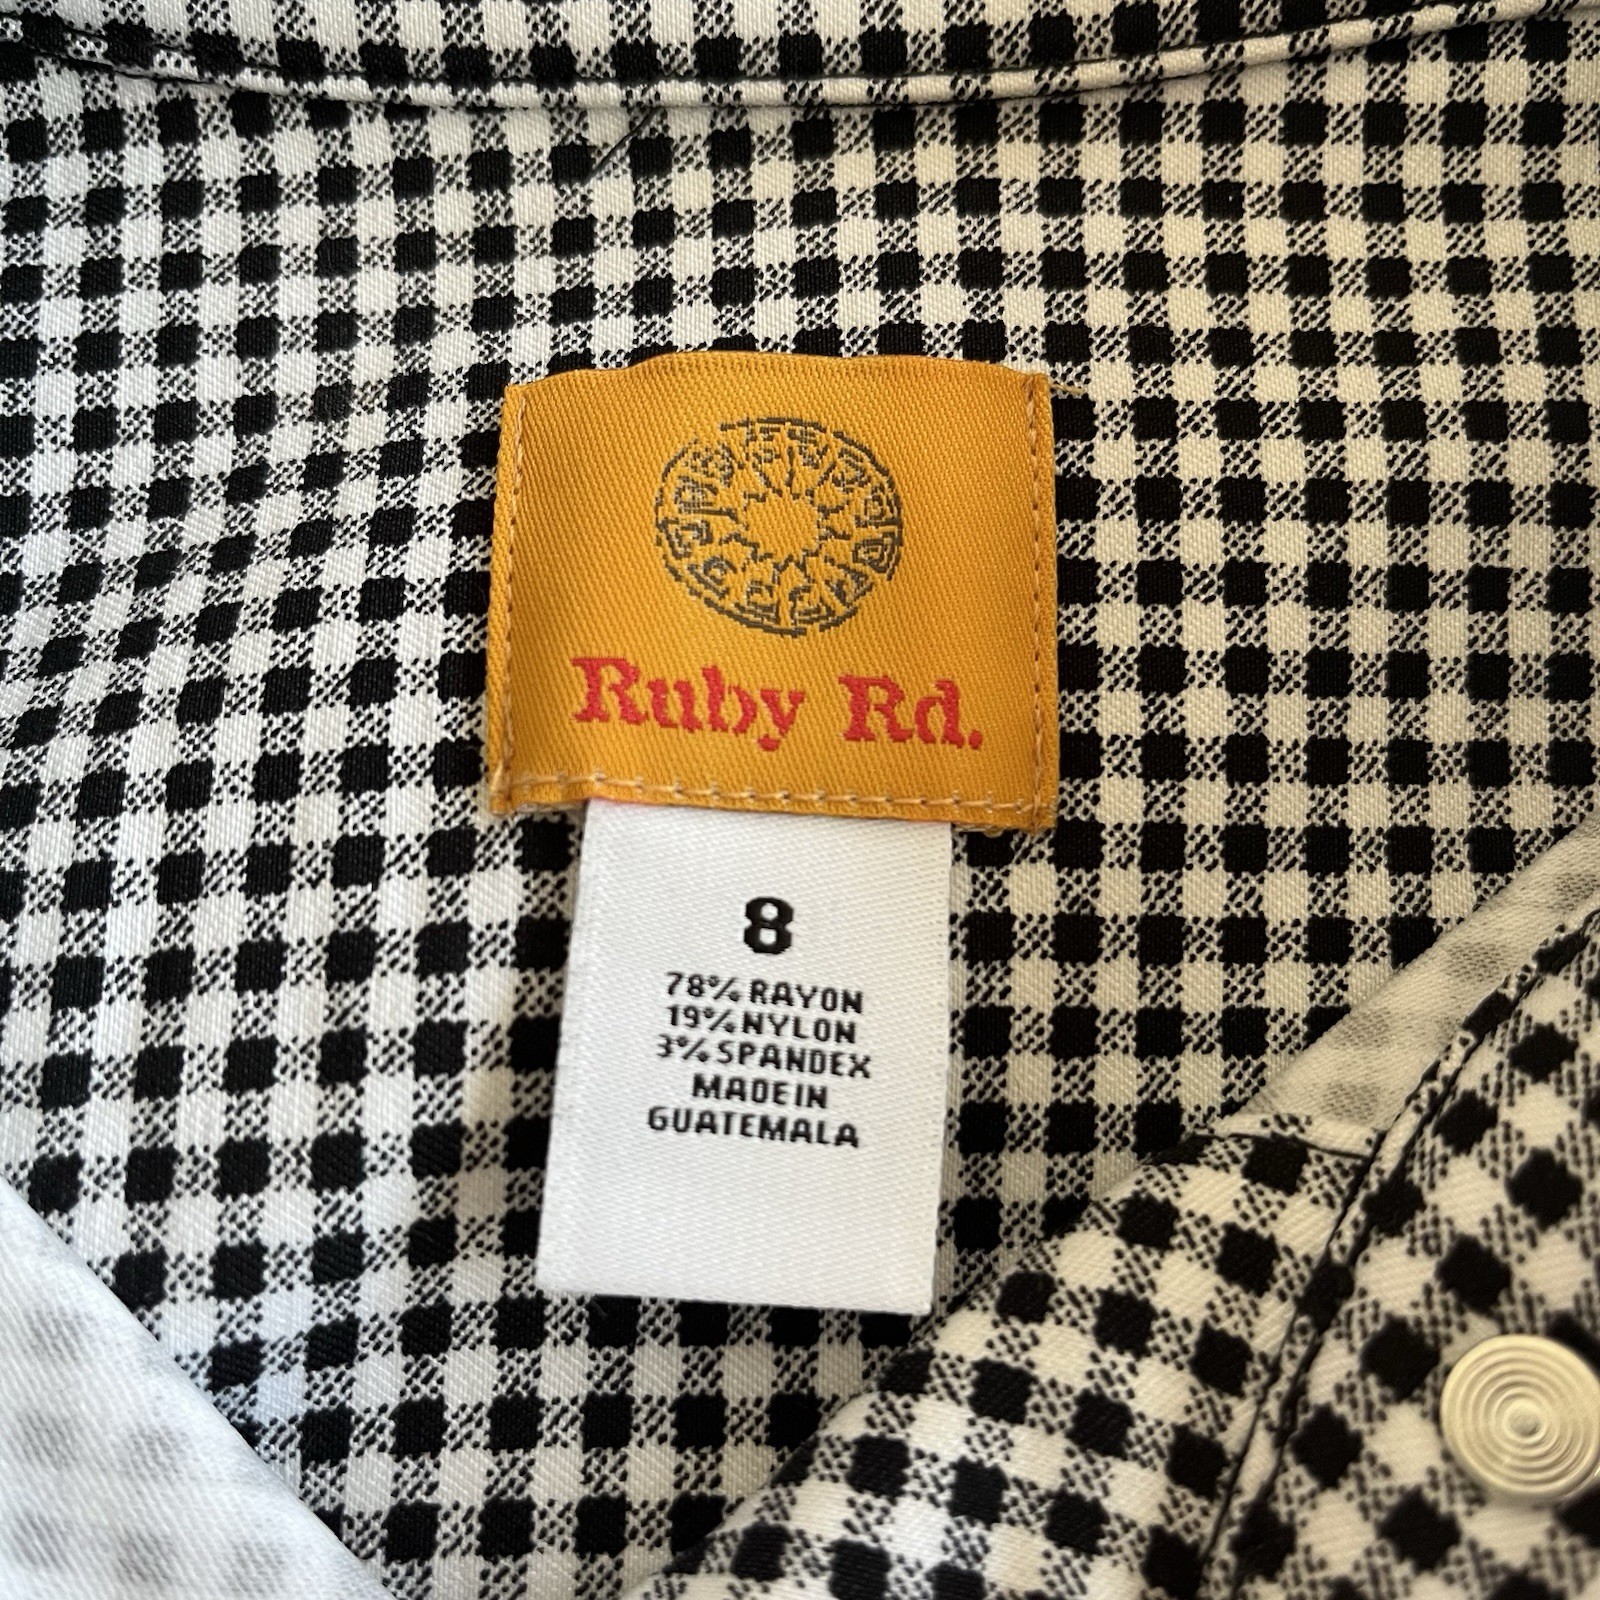 Ruby Rd.
8
78% RAYON
19% NYLON
3% SPANDEX
MADE IN
GUATEMALA